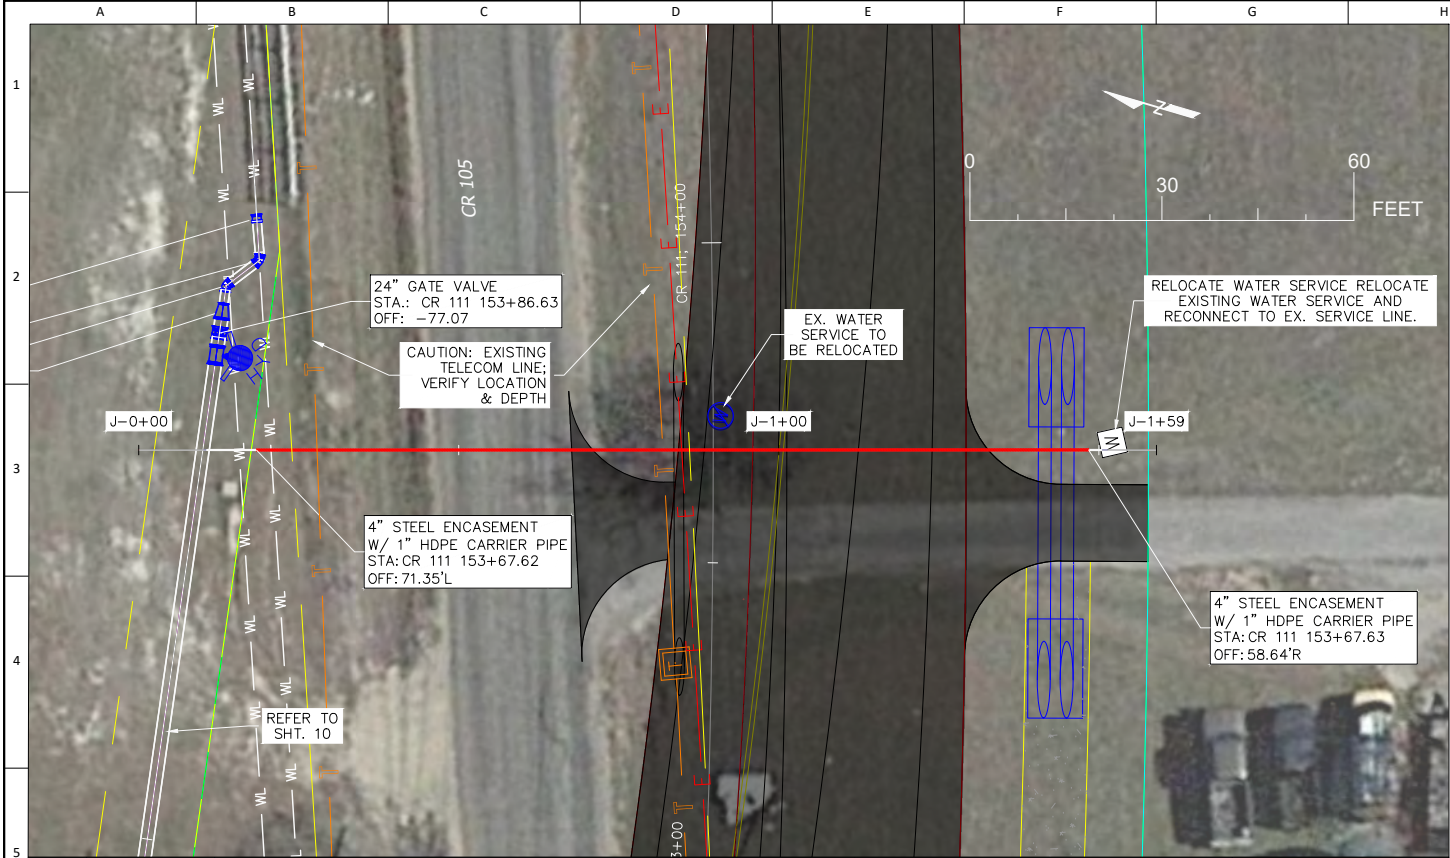 A
B
C
D
E
F
G
H
1
2
3
4
5
WL
WL
WL
WL
WL
WL
WL
WL
WL
WL
WL
WL
WL
WL
T
T
T
T
T
T
T
T
T
T
T
E
E
E
E
E
CR 105
CR 111; 154+00
3+00
Z
0
30
60
FEET
24" GATE VALVE
STA.: CR 111 153+86.63
OFF: -77.07
CAUTION: EXISTING
TELECOM LINE;
VERIFY LOCATION
& DEPTH
EX. WATER
SERVICE TO
BE RELOCATED
RELOCATE WATER SERVICE RELOCATE
EXISTING WATER SERVICE AND
RECONNECT TO EX. SERVICE LINE.
J-0+00
J-1+00
J-1+59
M
4" STEEL ENCASEMENT
W/ 1" HDPE CARRIER PIPE
STA:CR 111 153+67.62
OFF:71.35'L
4" STEEL ENCASEMENT
W/ 1" HDPE CARRIER PIPE
STA:CR 111 153+67.63
OFF:58.64'R
REFER TO
SHT. 10